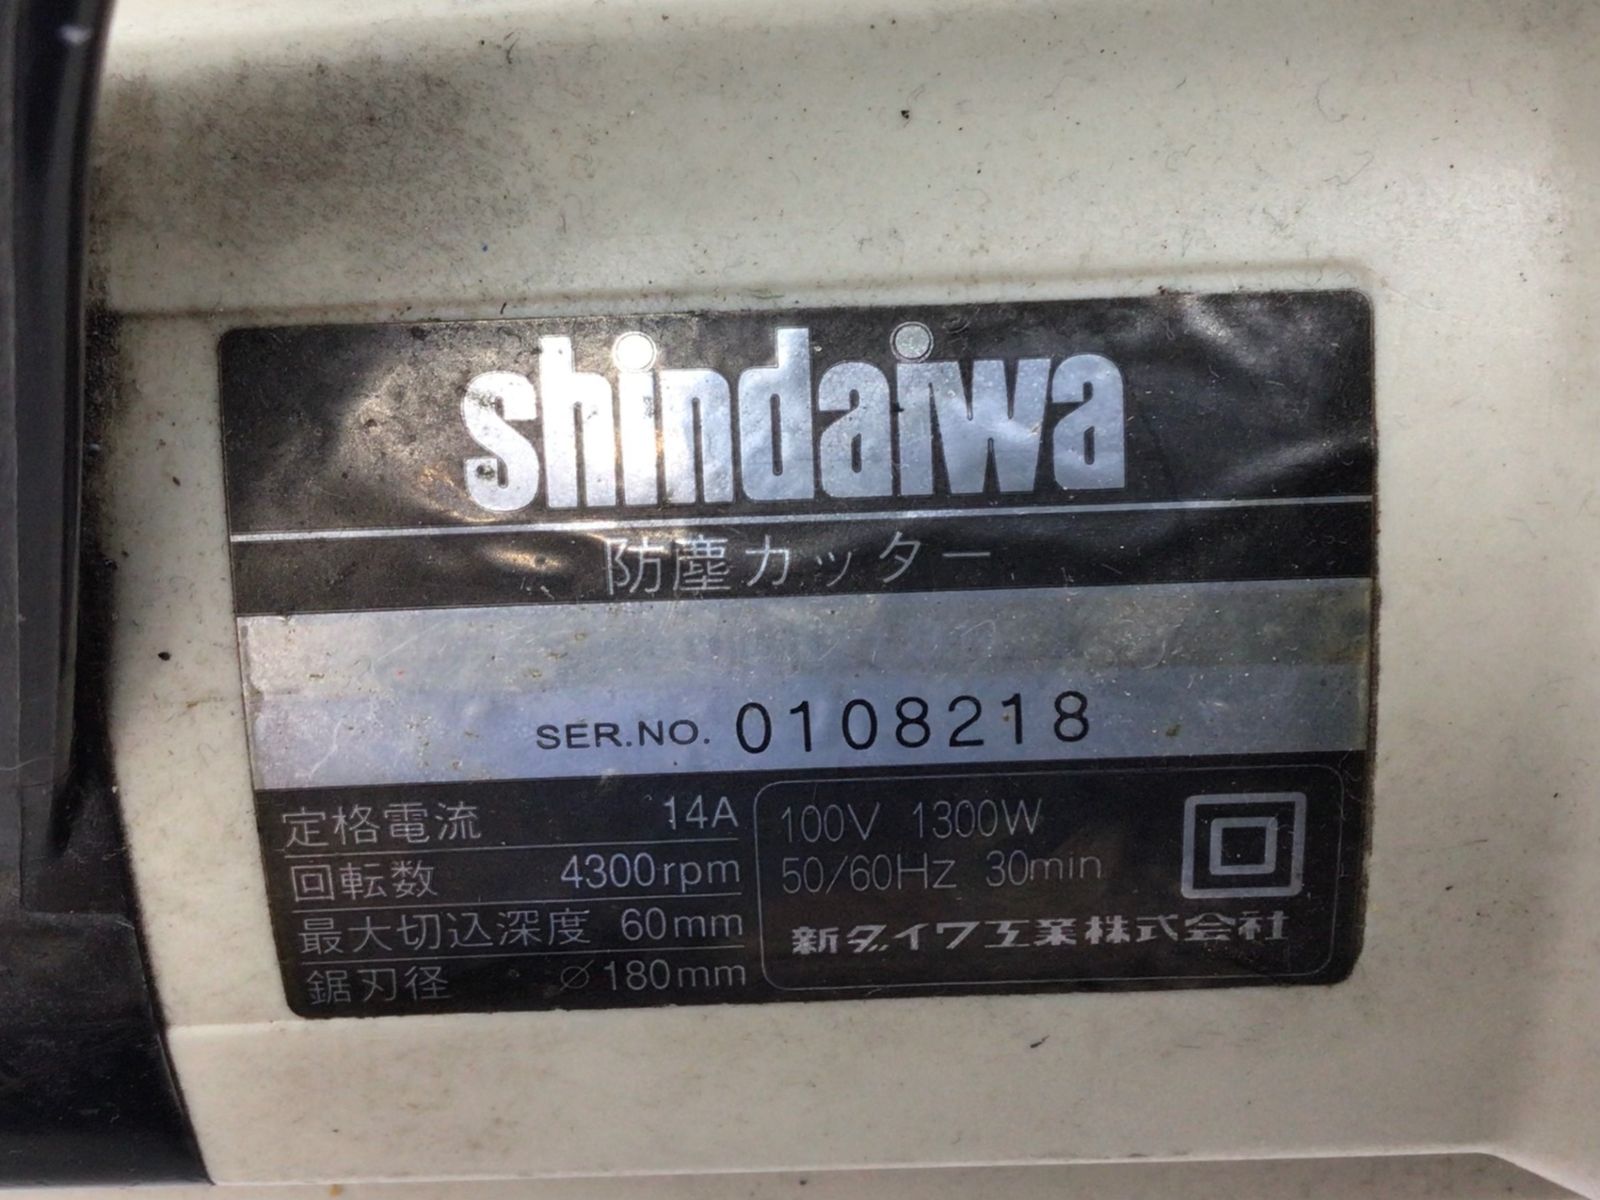 shindaiwa
防塵カッター
SER.NO. 0108218
定格電流 14A
回転数 4300rpm
最大切込深度 60mm
鋸刃径 ∅180mm
100V 1300W
50/60Hz 30min
新ダイワ工業株式会社